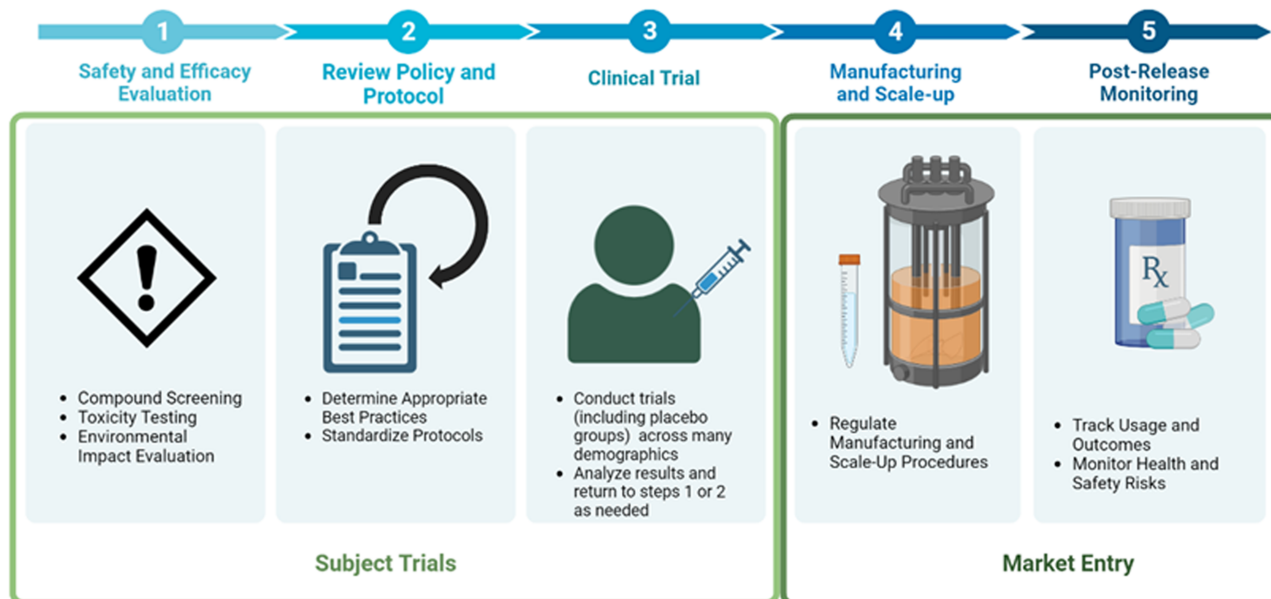 1
2
3
4
5
Safety and Efficacy
Evaluation
Review Policy and
Protocol
Clinical Trial
Manufacturing
and Scale-up
Post-Release
Monitoring
• Compound Screening
• Toxicity Testing
• Environmental
Impact Evaluation
• Determine Appropriate
Best Practices
• Standardize Protocols
• Conduct trials
(including placebo
groups) across many
demographics
• Analyze results and
return to steps 1 or 2
as needed
• Regulate
Manufacturing and
Scale-Up Procedures
Rx
• Track Usage and
Outcomes
• Monitor Health and
Safety Risks
Subject Trials
Market Entry